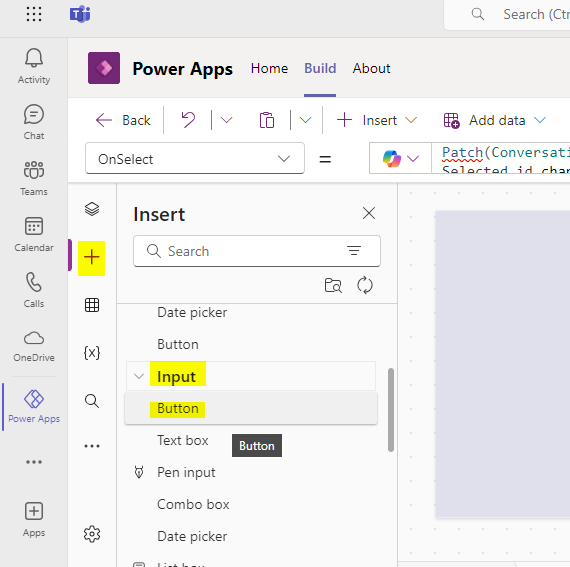 Search (Ctr
Power Apps
Home
Build
About
Activity
Chat
Teams
Calendar
Calls
OneDrive
Power Apps
Apps
Back
Insert
Add data
OnSelect
=
Patch(Conversati
Selected.id
Insert
Search
Date picker
Button
Input
Button
Text box
Button
Pen input
Combo box
Date picker
List box
{x}